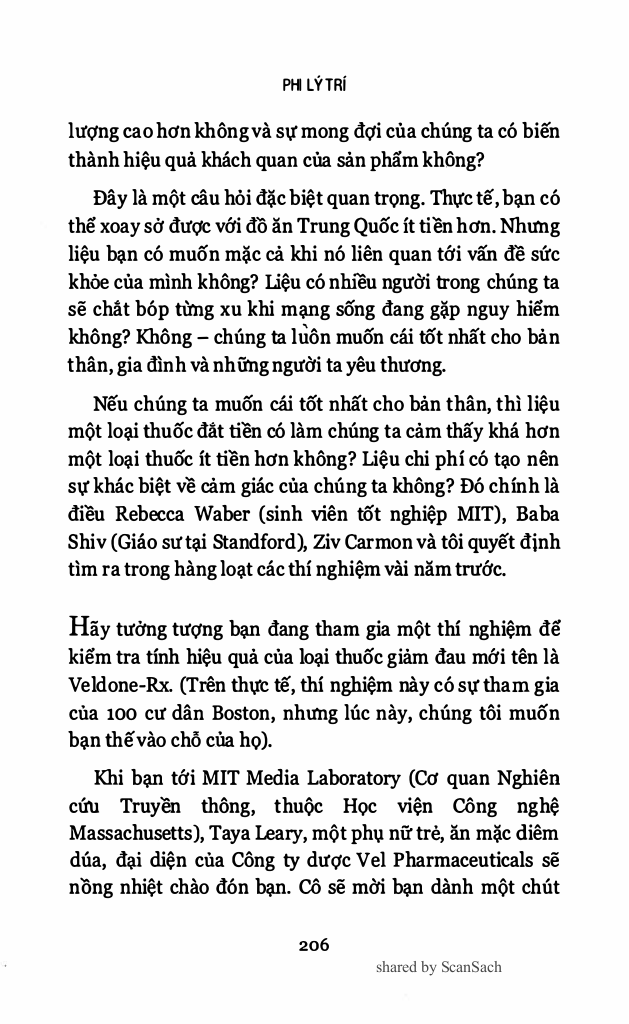 PHI LÝ TRÍ
lượng cao hơn không và sự mong đợi của chúng ta có biến
thành hiệu quả khách quan của sản phẩm không?
Đây là một câu hỏi đặc biệt quan trọng. Thực tế, bạn có
thể xoay sở được với đồ ăn Trung Quốc ít tiền hơn. Nhưng
liệu bạn có muốn mặc cả khi nó liên quan tới vấn đề sức
khỏe của mình không? Liệu có nhiều người trong chúng ta
sẽ chắt bóp từng xu khi mạng sống đang gặp nguy hiểm
không? Không – chúng ta luôn muốn cái tốt nhất cho bản
thân, gia đình và những người ta yêu thương.
Nếu chúng ta muốn cái tốt nhất cho bản thân, thì liệu
một loại thuốc đắt tiền có làm chúng ta cảm thấy khá hơn
một loại thuốc ít tiền hơn không? Liệu chi phí có tạo nên
sự khác biệt về cảm giác của chúng ta không? Đó chính là
điều Rebecca Waber (sinh viên tốt nghiệp MIT), Baba
Shiv (Giáo sư tại Standford), Ziv Carmon và tôi quyết định
tìm ra trong hàng loạt các thí nghiệm vài năm trước.
Hãy tưởng tượng bạn đang tham gia một thí nghiệm để
kiểm tra tính hiệu quả của loại thuốc giảm đau mới tên là
Veldone-Rx. (Trên thực tế, thí nghiệm này có sự tham gia
của 100 cư dân Boston, nhưng lúc này, chúng tôi muốn
bạn thế vào chỗ của họ).
Khi bạn tới MIT Media Laboratory (Cơ quan Nghiên
cứu Truyền thông, thuộc Học viện Công nghệ
Massachusetts), Taya Leary, một phụ nữ trẻ, ăn mặc diêm
dúa, đại diện của Công ty dược Vel Pharmaceuticals sẽ
nồng nhiệt chào đón bạn. Cô sẽ mời bạn dành một chút
206
shared by ScanSach